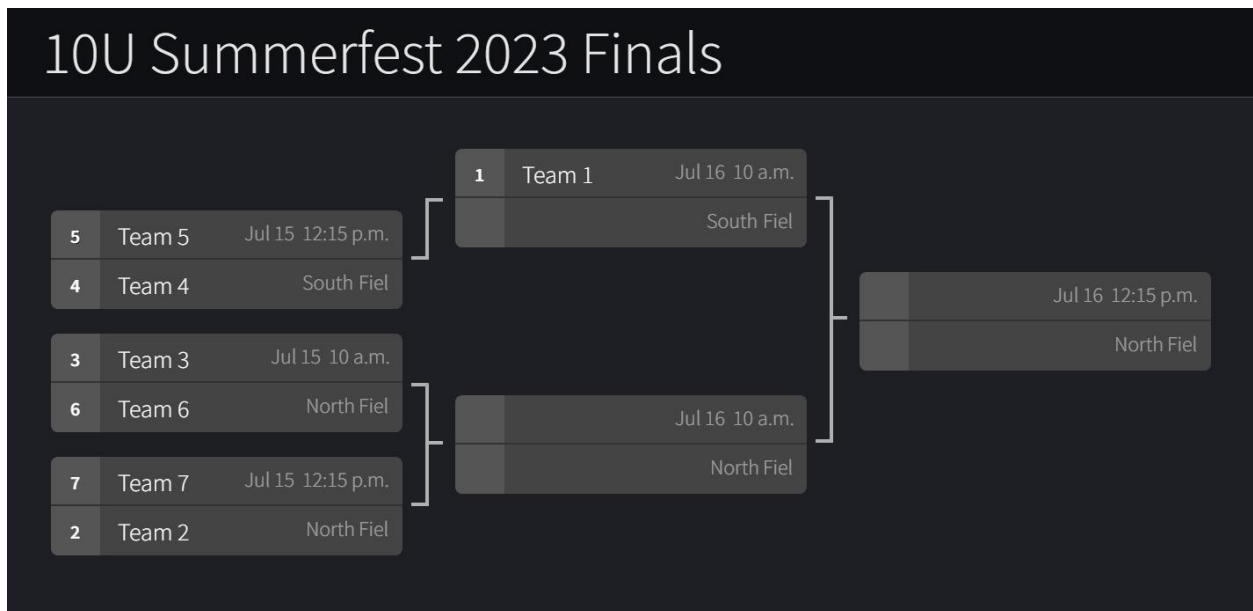 10U Summerfest 2023 Finals
1 Team 1 Jul 16 10 a.m.
South Fiel
5 Team 5 Jul 15 12:15 p.m.
4 Team 4 South Fiel
Jul 16 12:15 p.m.
North Fiel
3 Team 3 Jul 15 10 a.m.
6 Team 6 North Fiel
Jul 16 10 a.m.
North Fiel
7 Team 7 Jul 15 12:15 p.m.
2 Team 2 North Fiel